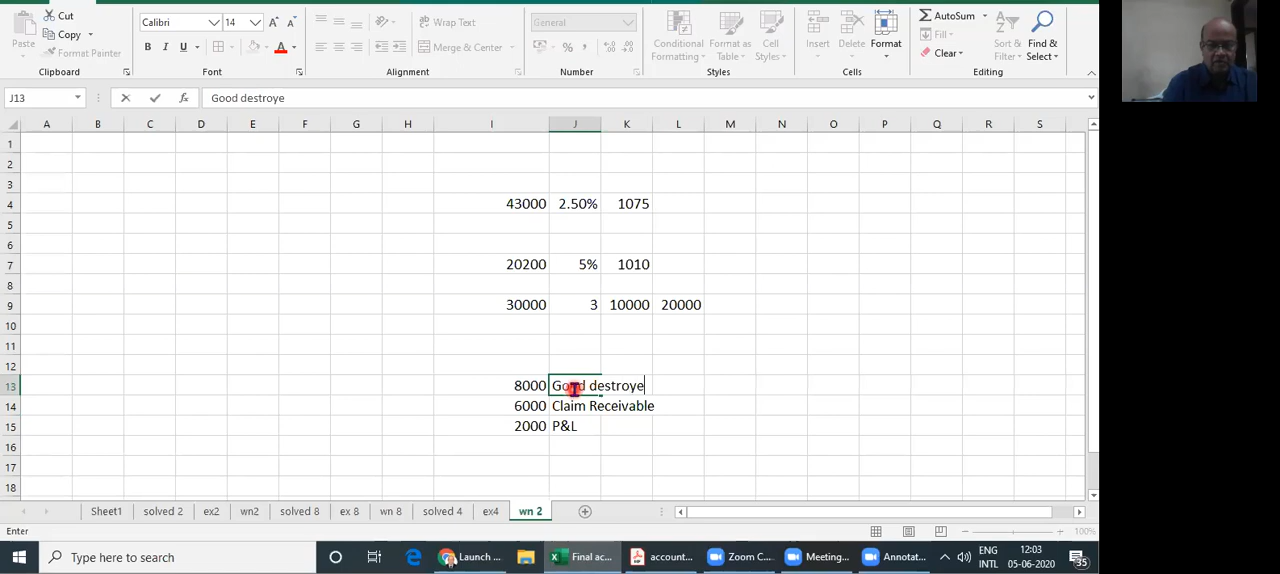 Cut
Calibri 14 A A Wrap Text General AutoSum
Copy Fill
Paste Format Painter B I U A Merge & Center % Conditional Formatting Format as Table Cell Styles Insert Delete Format Clear Sort & Filter Find & Select
Clipboard Font Alignment Number Styles Cells Editing
J13 fx Good destroye
A B C D E F G H I J K L M N O P Q R S
1
2
3
4 43000 2.50% 1075
5
6
7 20200 5% 1010
8
9 30000 3 10000 20000
10
11
12
13 8000 Good destroye
14 6000 Claim Receivable
15 2000 P&L
16
17
18
Sheet1 solved 2 ex2 wn2 solved 8 ex 8 wn 8 solved 4 ex4 wn 2
Enter 100%
Type here to search Launch ... Final ac... account... Zoom C... Meeting... Annotat... ENG INTL 12:03 05-06-2020 35